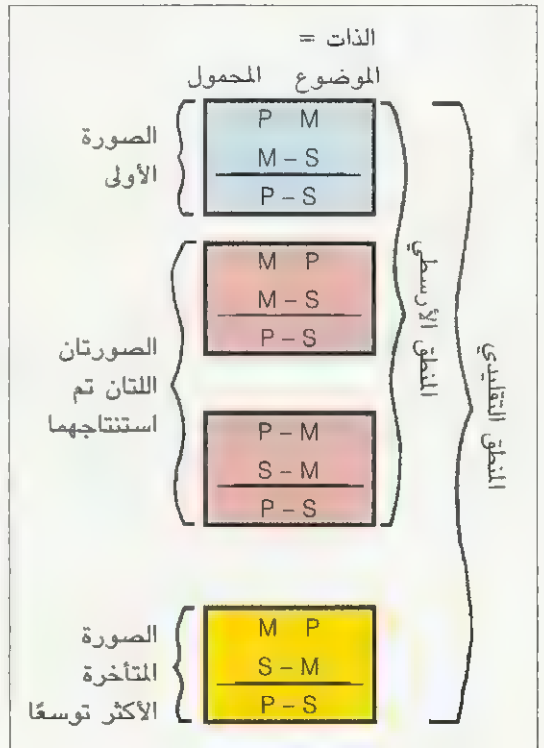 الذات =
الموضوع المحمول
P M
M – S
P – S
الصورة
الأولى
M P
M – S
P – S
الصورتان
اللتان تم
استنتاجهما
P – M
S – M
P – S
المنطق الأرسطي
المنطق التقليدي
M P
S – M
P – S
الصورة
المتأخرة
الأكثر توسعًا